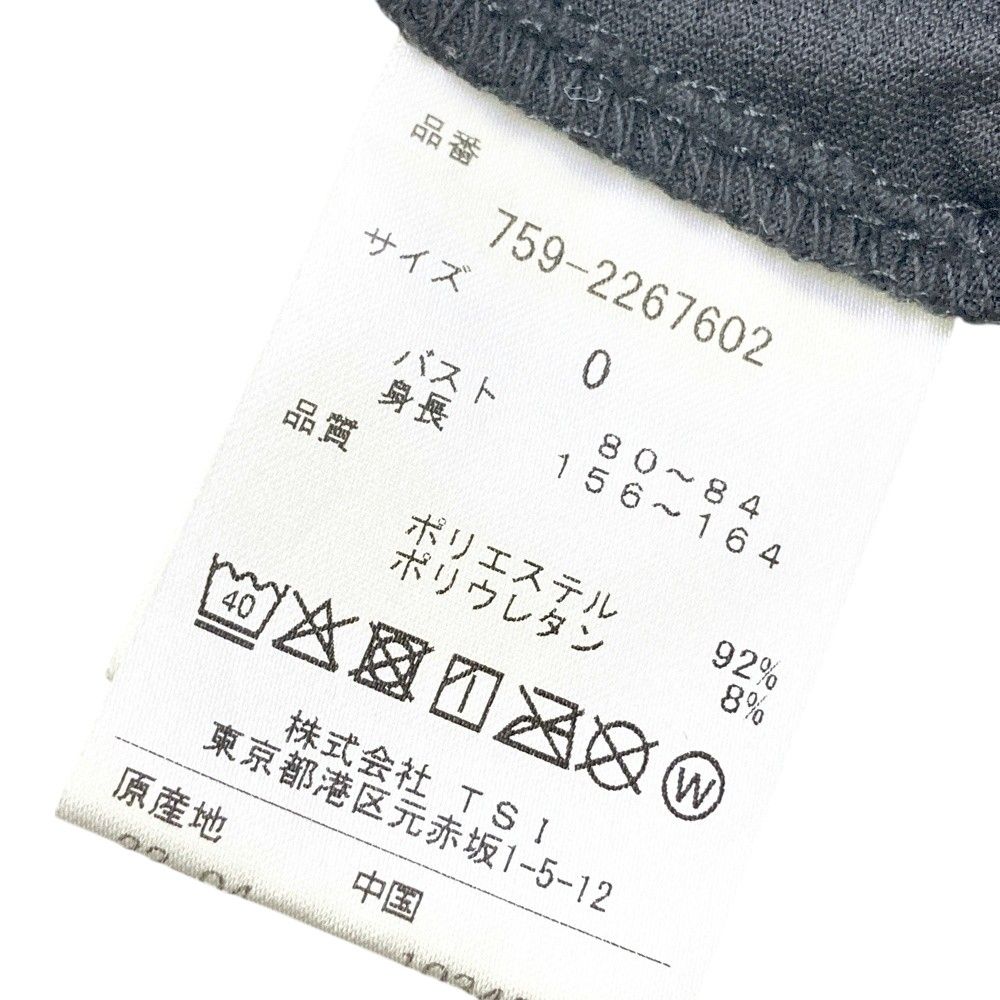 品番
759-2267602
サイズ
0
バスト 80~84
身長 156~164
品質
ポリエステル 92%
ポリウレタン 8%
40
W
株式会社 TSI
東京都港区元赤坂1-5-12
原産地
中国